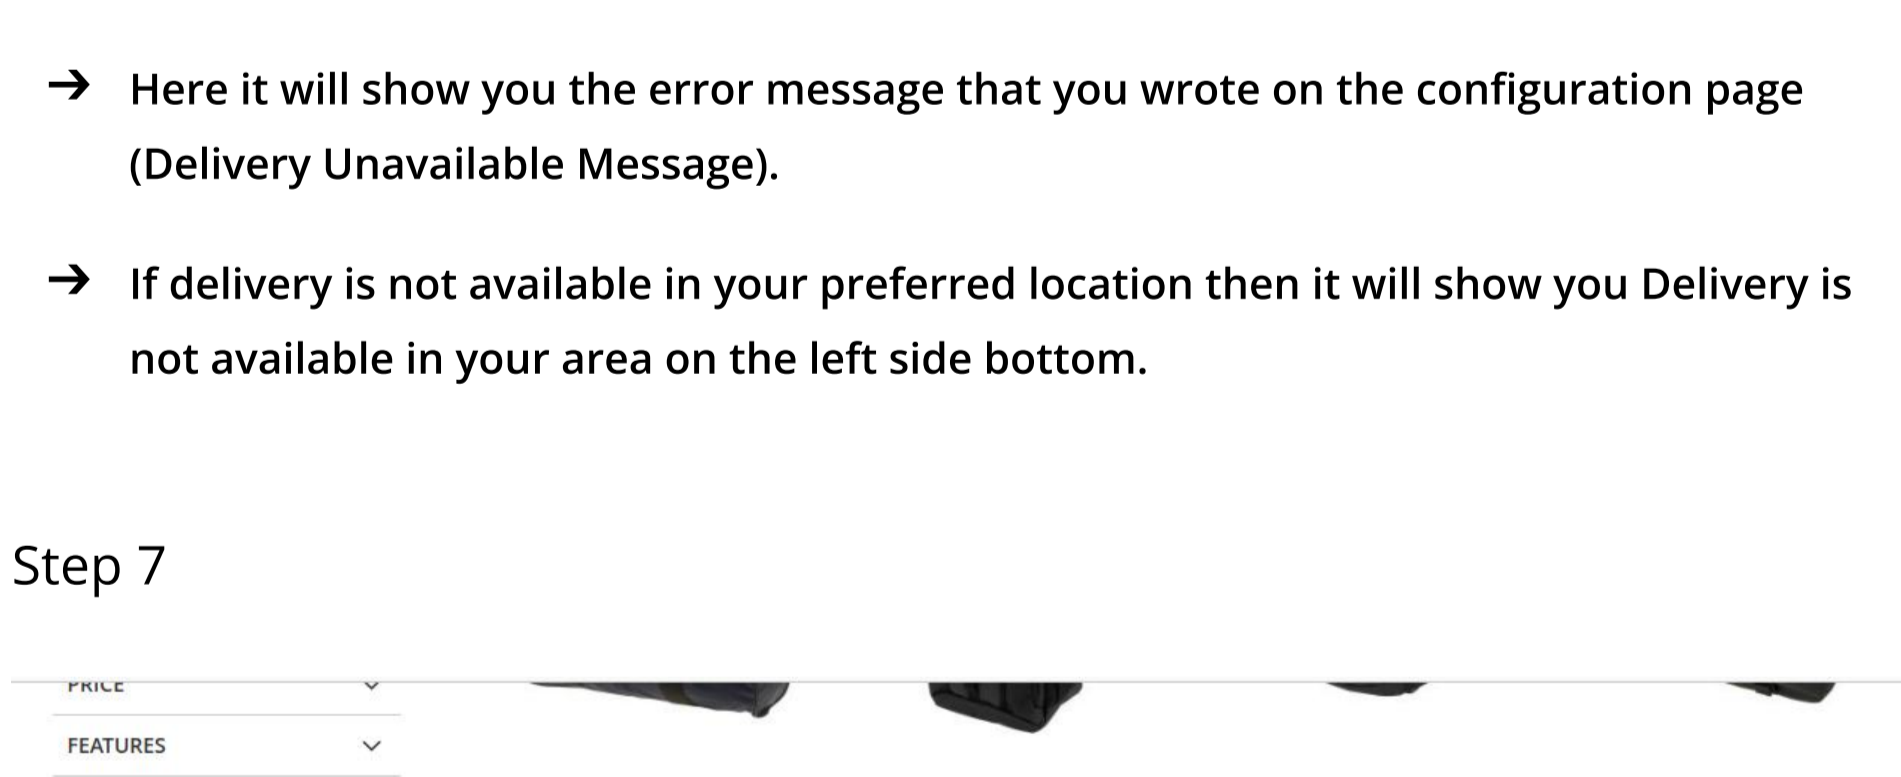 → Here it will show you the error message that you wrote on the configuration page
(Delivery Unavailable Message).
→ If delivery is not available in your preferred location then it will show you Delivery is
not available in your area on the left side bottom.
Step 7
PRICE
FEATURES